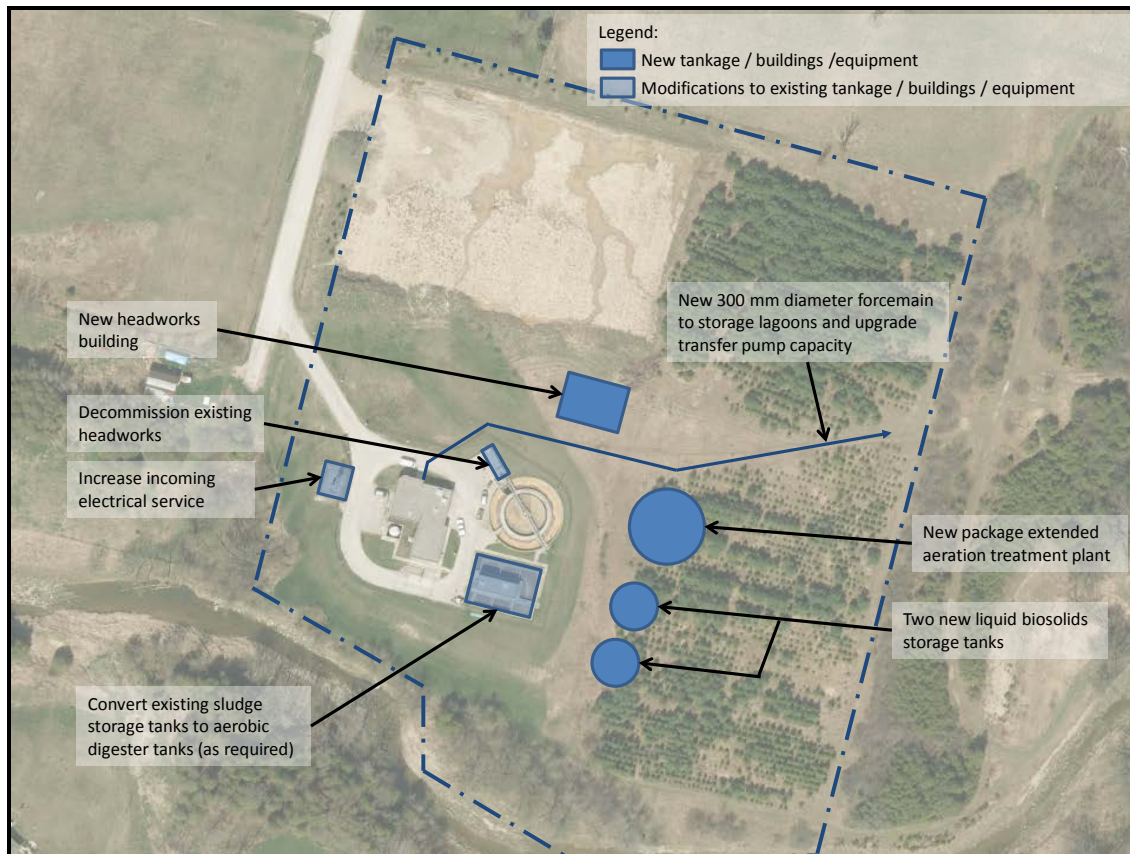 Legend:
New tankage / buildings /equipment
Modifications to existing tankage / buildings / equipment
New headworks
building
New 300 mm diameter forcemain
to storage lagoons and upgrade
transfer pump capacity
Decommission existing
headworks
Increase incoming
electrical service
New package extended
aeration treatment plant
Two new liquid biosolids
storage tanks
Convert existing sludge
storage tanks to aerobic
digester tanks (as required)